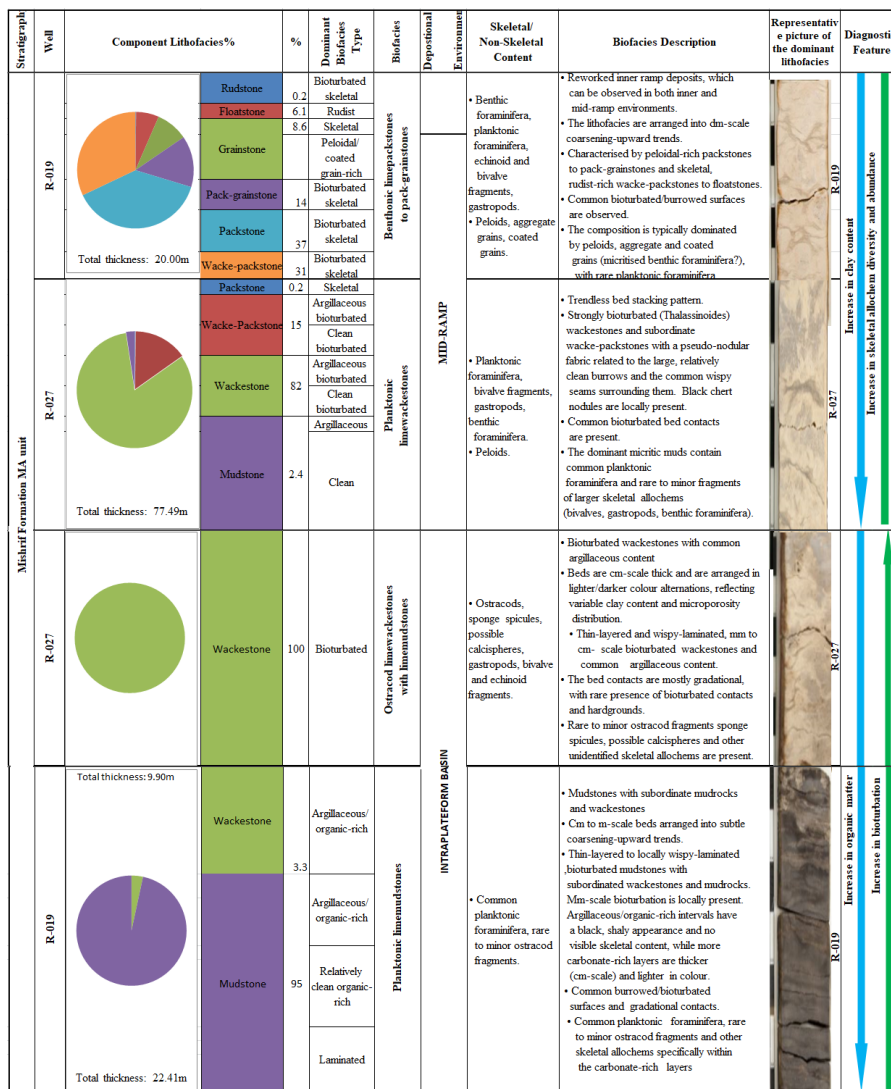 Stratigraphy
Well
Component Lithofacies%
%
Dominant
Biofacies
Type
Biofacies
Depostional
Environment
Skeletal/
Non-Skeletal
Content
Biofacies Description
Representativ
e picture of
the dominant
lithofacies
Diagnostic
Feature
Mishrif Formation MA unit
R-019
Total thickness: 20.00m
Rudstone
0.2
Bioturbated
skeletal
Floatstone
6.1
Rudist
8.6
Skeletal
Grainstone
Peloidal/
coated
grain-rich
Pack-grainstone
14
Bioturbated
skeletal
Packstone
37
Bioturbated
skeletal
Wacke-packstone
31
Bioturbated
skeletal
Benthonic limepackstones
to pack-grainstones
• Benthic
foraminifera,
planktonic
foraminifera,
echinoid and
bivalve
fragments,
gastropods.
• Peloids, aggregate
grains, coated
grains.
• Reworked inner ramp deposits, which
can be observed in both inner and
mid-ramp environments.
• The lithofacies are arranged into dm-scale
coarsening-upward trends.
• Characterised by peloidal-rich packstones
to pack-grainstones and skeletal,
rudist-rich wacke-packstones to floatstones.
• Common bioturbated/burrowed surfaces
are observed.
• The composition is typically dominated
by peloids, aggregate and coated
grains (micritised benthic foraminifera?),
with rare planktonic foraminifera
R-019
R-027
Total thickness: 77.49m
Packstone
0.2
Skeletal
Wacke-Packstone
15
Argillaceous
bioturbated
Clean
bioturbated
Wackestone
82
Argillaceous
bioturbated
Clean
bioturbated
Argillaceous
Mudstone
2.4
Clean
Planktonic
limewackestones
MID-RAMP
• Planktonic
foraminifera,
bivalve fragments,
gastropods,
benthic
foraminifera.
• Peloids.
• Trendless bed stacking pattern.
• Strongly bioturbated (Thalassinoides)
wackestones and subordinate
wacke-packstones with a pseudo-nodular
fabric related to the large, relatively
clean burrows and the common wispy
seams surrounding them. Black chert
nodules are locally present.
• Common bioturbated bed contacts
are present.
• The dominant micritic muds contain
common planktonic
foraminifera and rare to minor fragments
of larger skeletal allochems
(bivalves, gastropods, benthic foraminifera).
R-027
Increase in clay content
Increase in skeletal allochem diversity and abundance
R-027
Wackestone
100
Bioturbated
Ostracod limewackestones
with limemudstones
• Ostracods,
sponge spicules,
possible
calcispheres,
gastropods, bivalve
and echinoid
fragments.
• Bioturbated wackestones with common
argillaceous content
• Beds are cm-scale thick and are arranged in
lighter/darker colour alternations, reflecting
variable clay content and microporosity
distribution.
• Thin-layered and wispy-laminated, mm to
cm- scale bioturbated wackestones and
common argillaceous content.
• The bed contacts are mostly gradational,
with rare presence of bioturbated contacts
and hardgrounds.
• Rare to minor ostracod fragments sponge
spicules, possible calcispheres and other
unidentified skeletal allochems are present.
R-027
R-019
Total thickness: 9.90m
Total thickness: 22.41m
Wackestone
3.3
Argillaceous/
organic-rich
Mudstone
95
Argillaceous/
organic-rich
Relatively
clean organic-
rich
Laminated
Planktonic limemudstones
INTRAPLATEFORM BASIN
• Common
planktonic
foraminifera, rare
to minor ostracod
fragments.
• Mudstones with subordinate mudrocks
and wackestones
• Cm to m-scale beds arranged into subtle
coarsening-upward trends.
• Thin-layered to locally wispy-laminated
,bioturbated mudstones with
subordinated wackestones and mudrocks.
Mm-scale bioturbation is locally present.
Argillaceous/organic-rich intervals have
a black, shaly appearance and no
visible skeletal content, while more
carbonate-rich layers are thicker
(cm-scale) and lighter in colour.
• Common burrowed/bioturbated
surfaces and gradational contacts.
• Common planktonic foraminifera, rare
to minor ostracod fragments and other
skeletal allochems specifically within
the carbonate-rich layers
R-019
Increase in organic matter
Increase in bioturbation